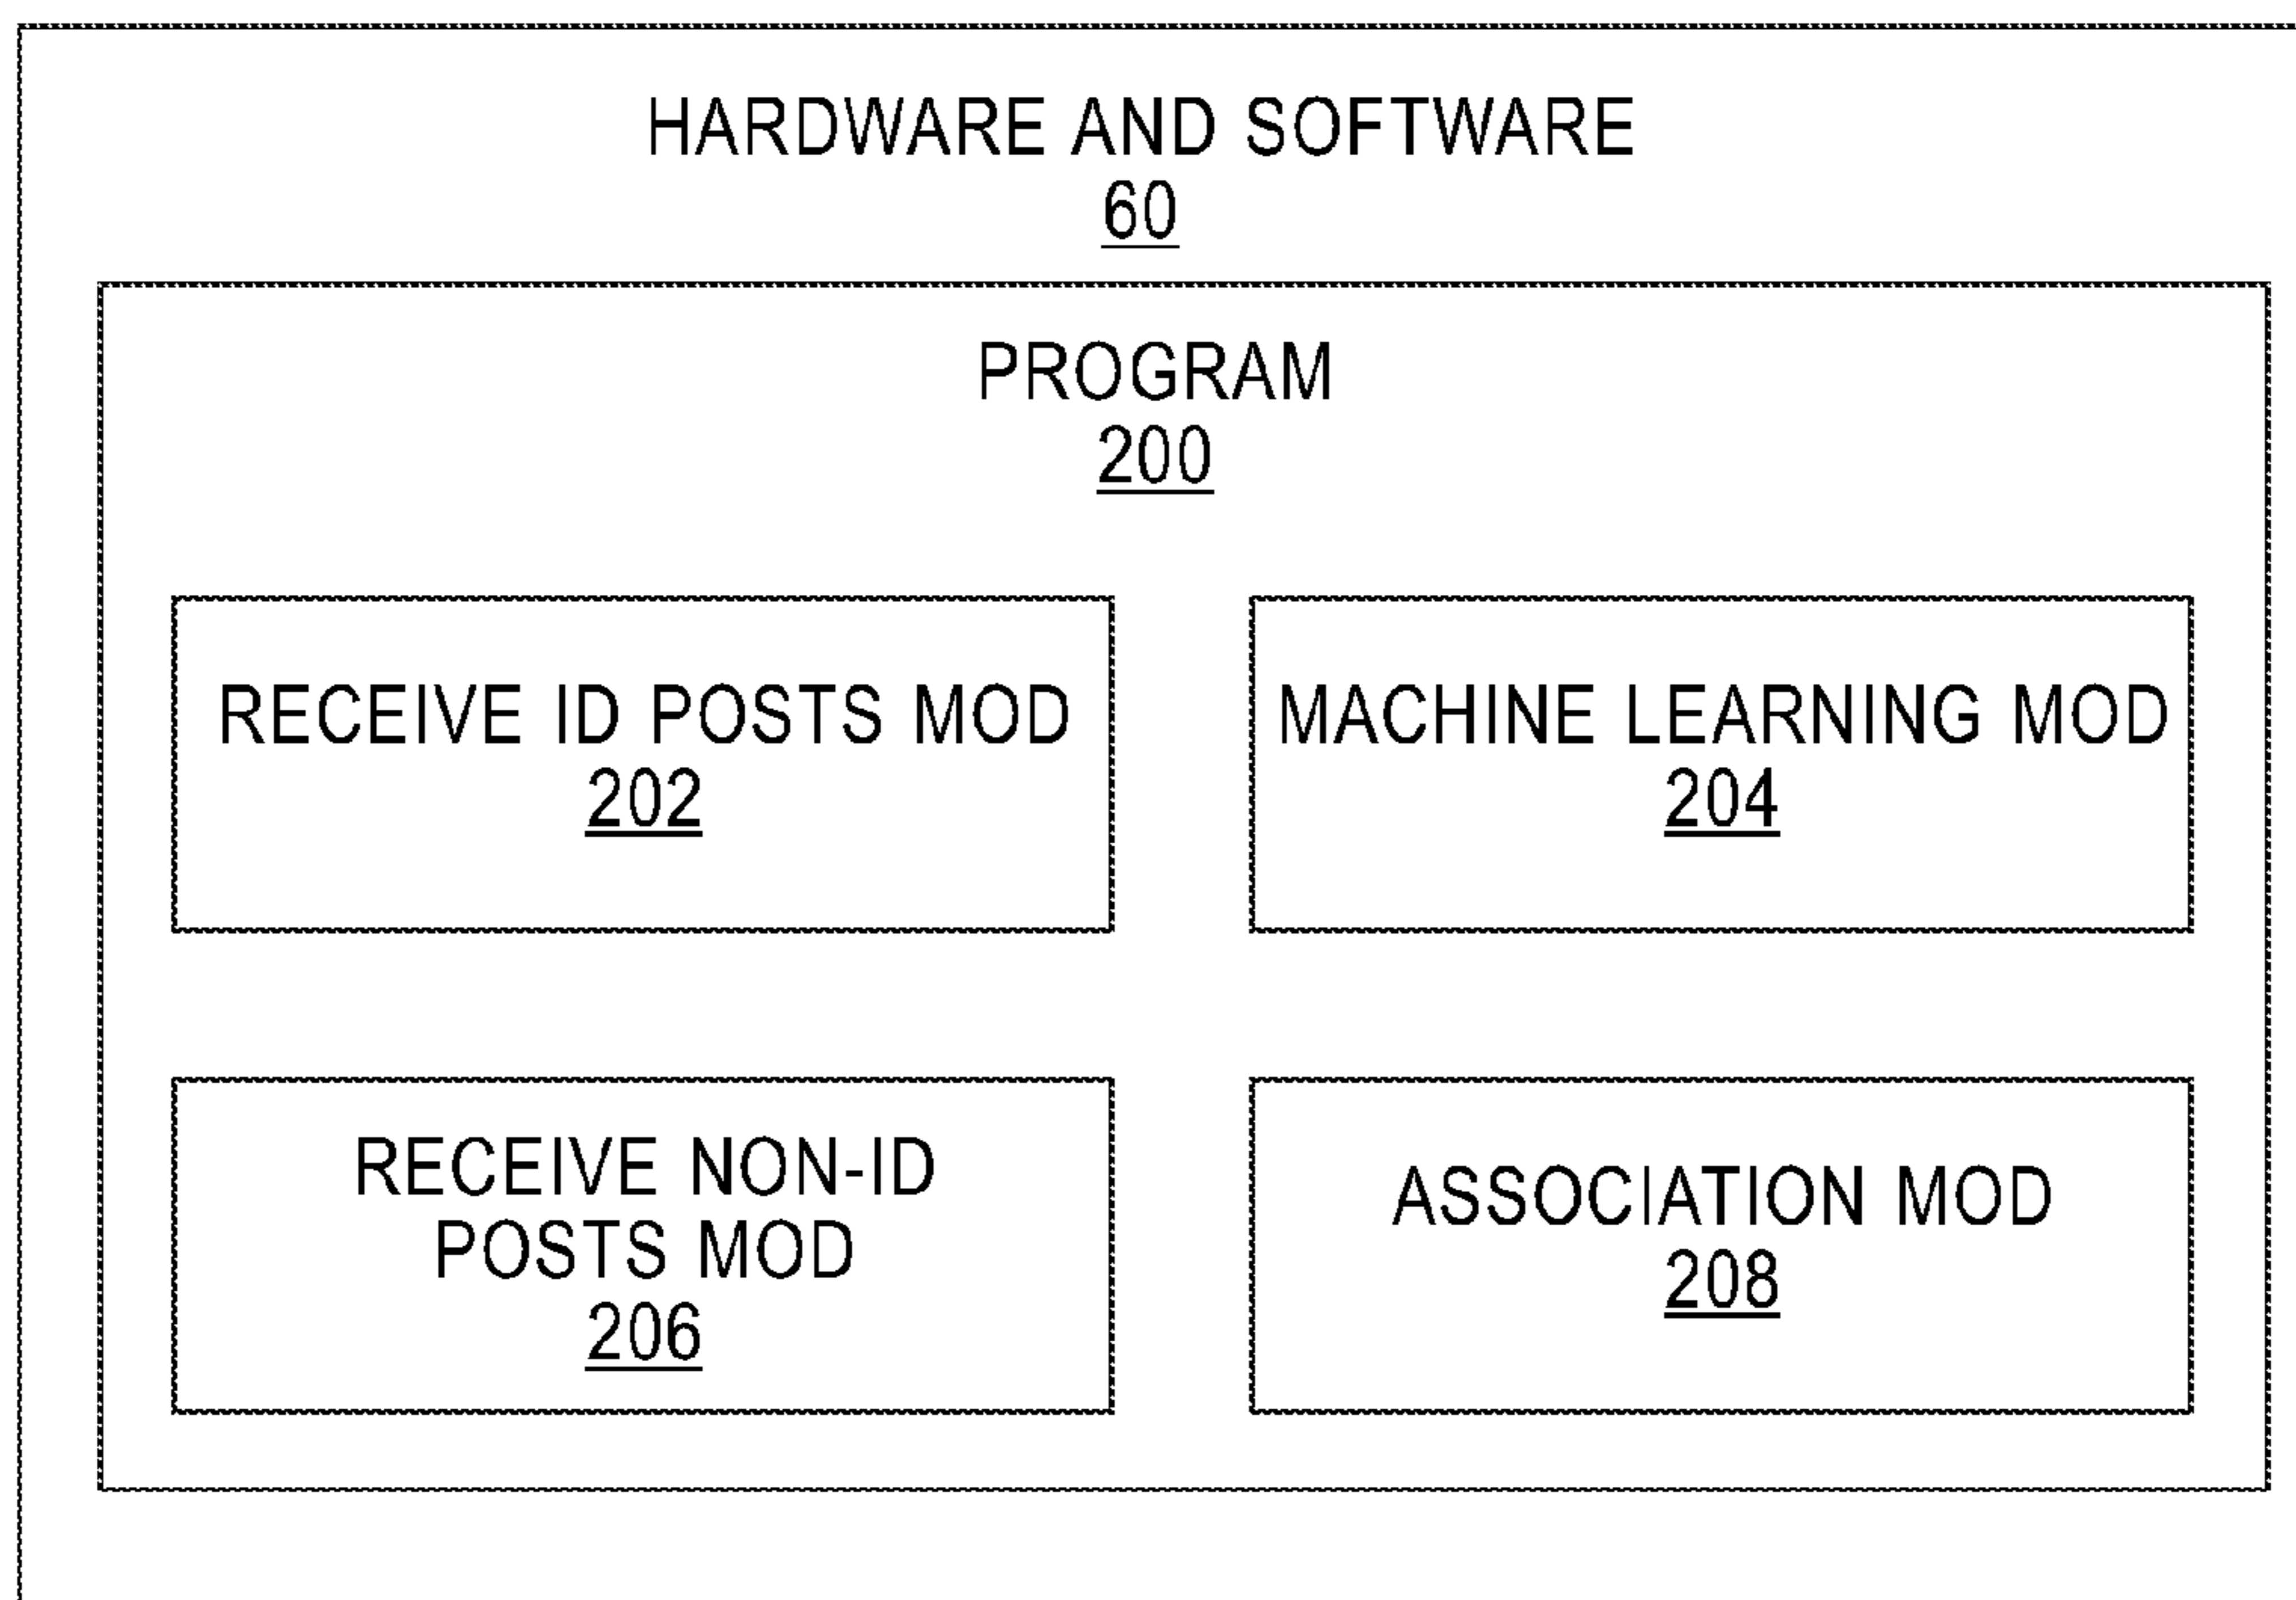 HARDWARE AND SOFTWARE
60
PROGRAM
200
RECEIVE ID POSTS MOD
202
MACHINE LEARNING MOD
204
RECEIVE NON-ID
POSTS MOD
206
ASSOCIATION MOD
208